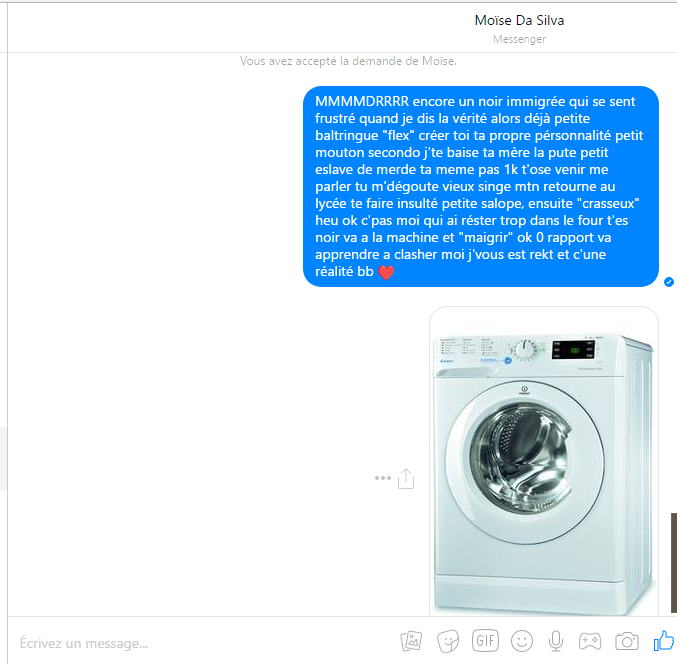 Moïse Da Silva
Messenger
Vous avez accepté la demande de Moïse.
MMMMDRRRR encore un noir immigrée qui se sent
frustré quand je dis la vérité alors déjà petite
baltringue "flex" créer toi ta propre pérsonnalité petit
mouton secondo j'te baise ta mère la pute petit
eslave de merde ta meme pas 1k t'ose venir me
parler tu m'dégoute vieux singe mtn retourne au
lycée te faire insulté petite salope, ensuite "crasseux"
heu ok c'pas moi qui ai réster trop dans le four t'es
noir va a la machine et "maigrir" ok 0 rapport va
apprendre a clasher moi j'vous est rekt et c'une
réalité bb ❤
INDESIT
Écrivez un message...
GIF